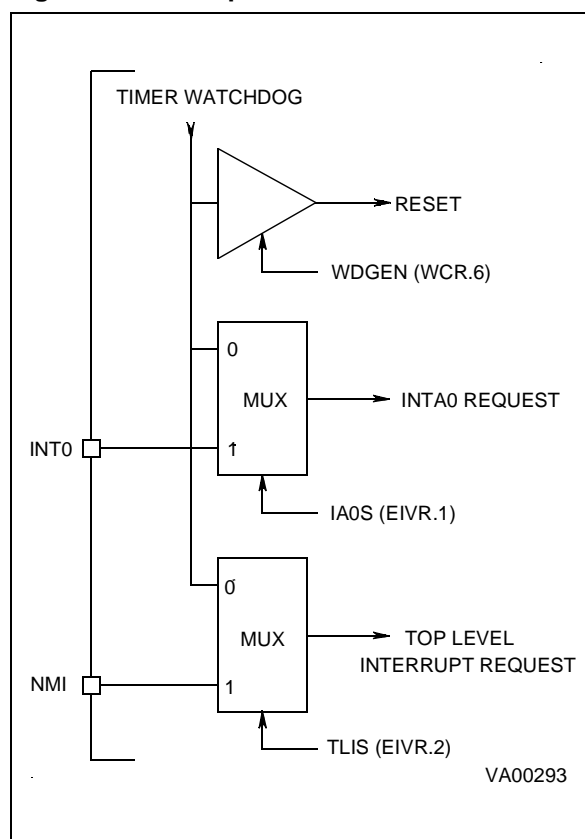 TIMER WATCHDOG
RESET
WDGEN (WCR.6)
0
MUX
INTA0 REQUEST
INT0
1
IA0S (EIVR.1)
0
MUX
TOP LEVEL
INTERRUPT REQUEST
NMI
1
TLIS (EIVR.2)
VA00293